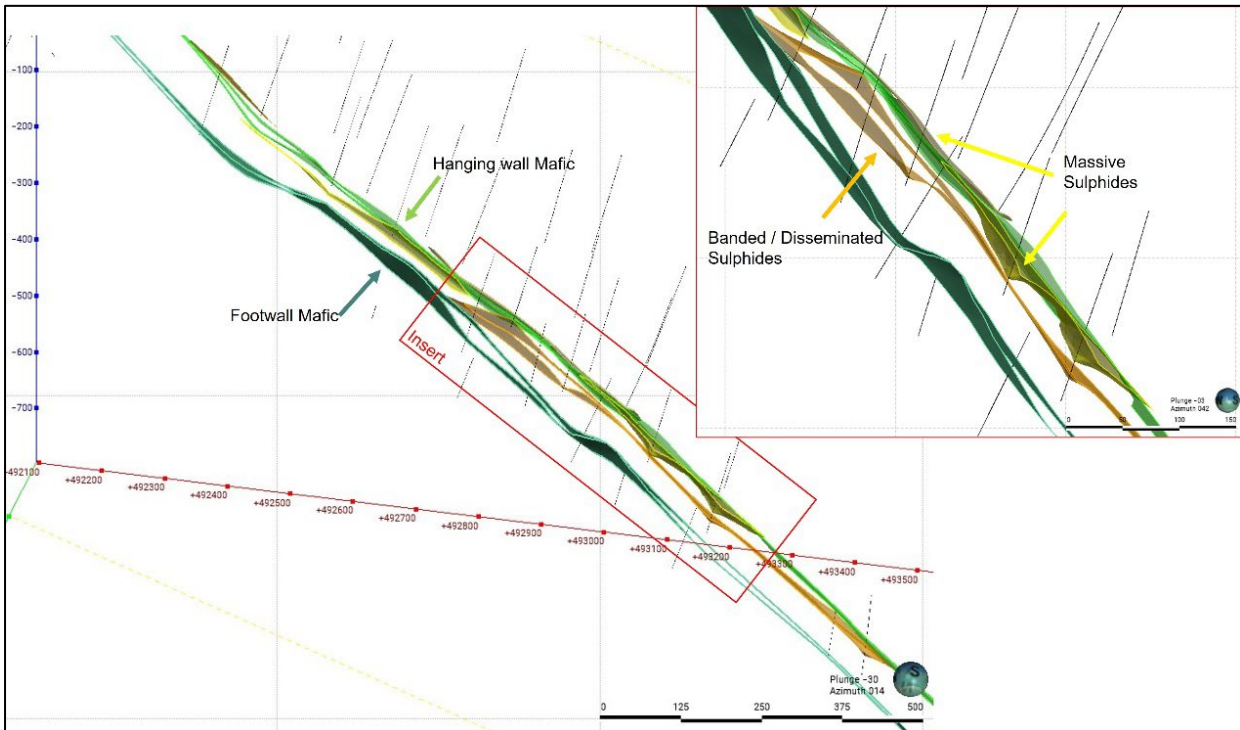 -100
-200
-300
-400
-500
-600
-700
Hanging wall Mafic
Footwall Mafic
Insert
Massive
Sulphides
Banded / Disseminated
Sulphides
Plunge -03
Azimuth 042
0 50 100 150
+492100
+492200
+492300
+492400
+492500
+492600
+492700
+492800
+492900
+493000
+493100
+493200
+493300
+493400
+493500
S
Plunge -30
Azimuth 014
0 125 250 375 500